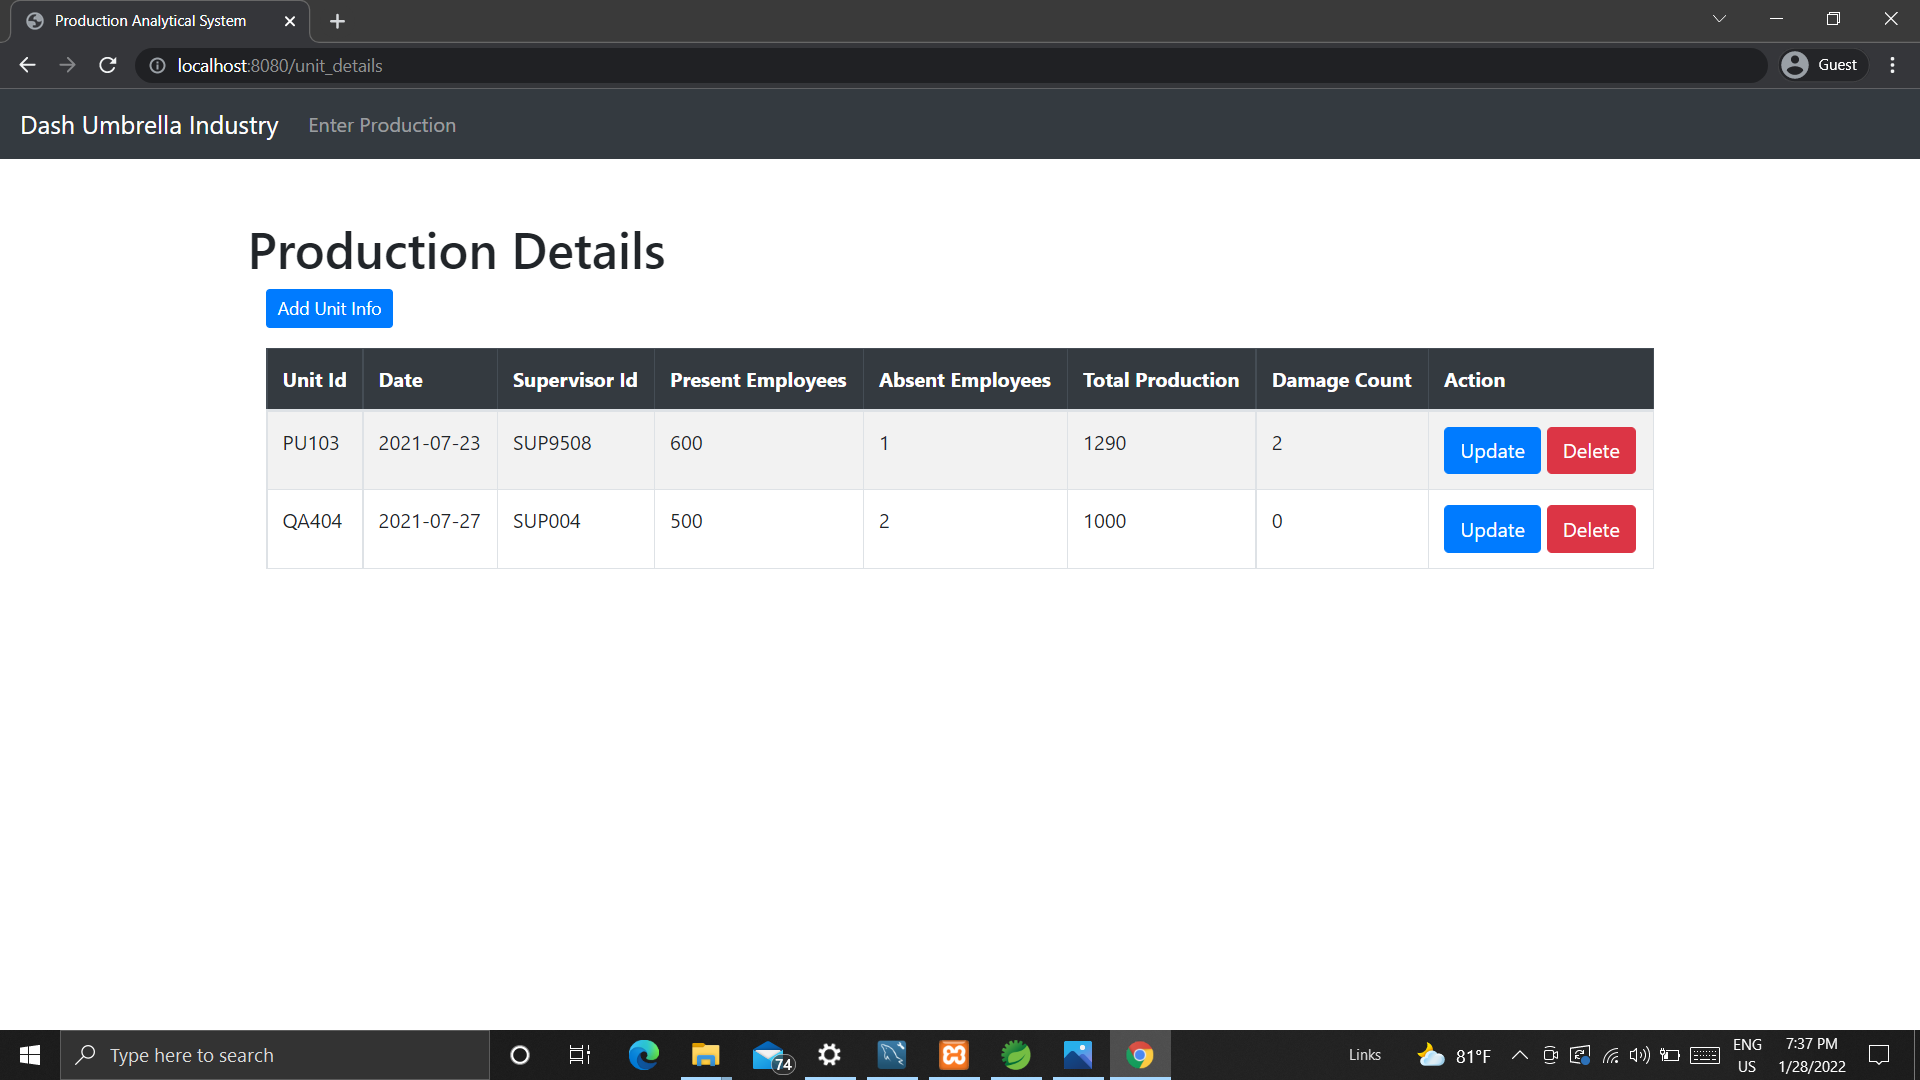 Production Analytical System
localhost:8080/unit_details
Guest
Dash Umbrella Industry Enter Production
Production Details
Add Unit Info
Unit Id Date Supervisor Id Present Employees Absent Employees Total Production Damage Count Action
PU103 2021-07-23 SUP9508 600 1 1290 2 Update Delete
QA404 2021-07-27 SUP004 500 2 1000 0 Update Delete
Type here to search
74
Links
81°F
ENG
US
7:37 PM
1/28/2022